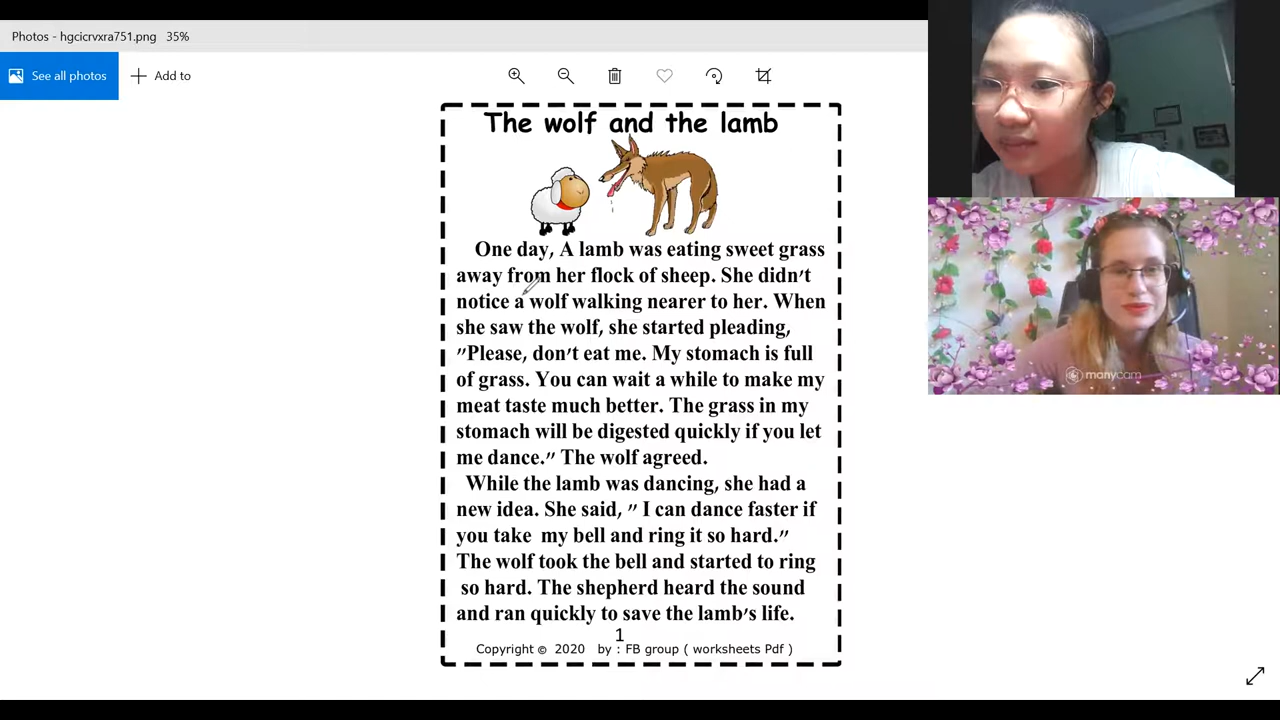 Photos - hgcicrvxra751.png 35%
See all photos
Add to
The wolf and the lamb
One day, A lamb was eating sweet grass
away from her flock of sheep. She didn't
notice a wolf walking nearer to her. When
she saw the wolf, she started pleading,
"Please, don't eat me. My stomach is full
of grass. You can wait a while to make my
meat taste much better. The grass in my
stomach will be digested quickly if you let
me dance." The wolf agreed.
While the lamb was dancing, she had a
new idea. She said, " I can dance faster if
you take my bell and ring it so hard."
The wolf took the bell and started to ring
so hard. The shepherd heard the sound
and ran quickly to save the lamb's life.
1
Copyright © 2020 by : FB group ( worksheets Pdf )
manycam